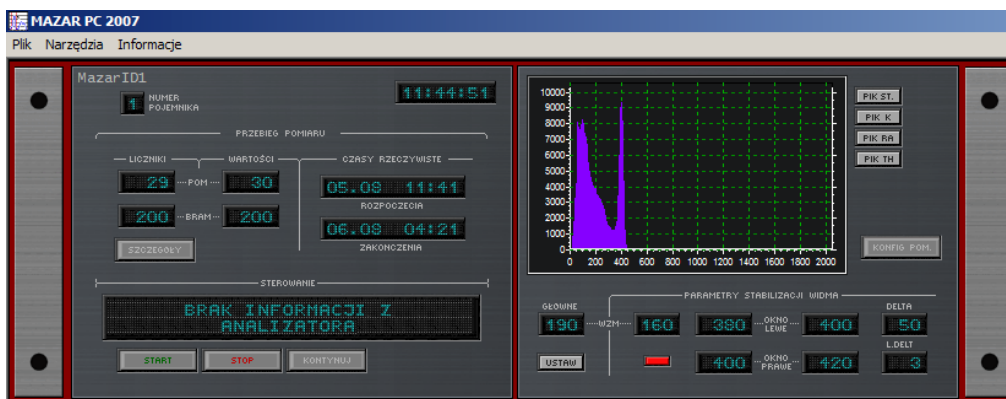 MAZAR PC 2007
Plik Narzędzia Informacje
MazarID1
1 NUMER POJEMNIKA
11:44:51
PRZEBIEG POMIARU
LICZNIKI WARTOŚCI
29 POM 30
200 BRAM 200
SZCZEGOŁY
CZASY RZECZYWISTE
05.08 11:41
ROZPOCZECIA
06.08 04:21
ZAKONCZENIA
STEROWANIE
BRAK INFORMACJI Z
ANALIZATORA
START STOP KONTYNUJ
10000
9000
8000
7000
6000
5000
4000
3000
2000
1000
0
0 200 400 600 800 1000 1200 1400 1600 1800 2000
PIK ST.
PIK K
PIK RA
PIK TH
KONFIG POM.
PARAMETRY STABILIZACJI WIDMA
GŁOWNE
190 WZM 160
380 OKNO LEWE 400
DELTA
50
USTAW
400 OKNO PRAWE 420
L.DELT
3